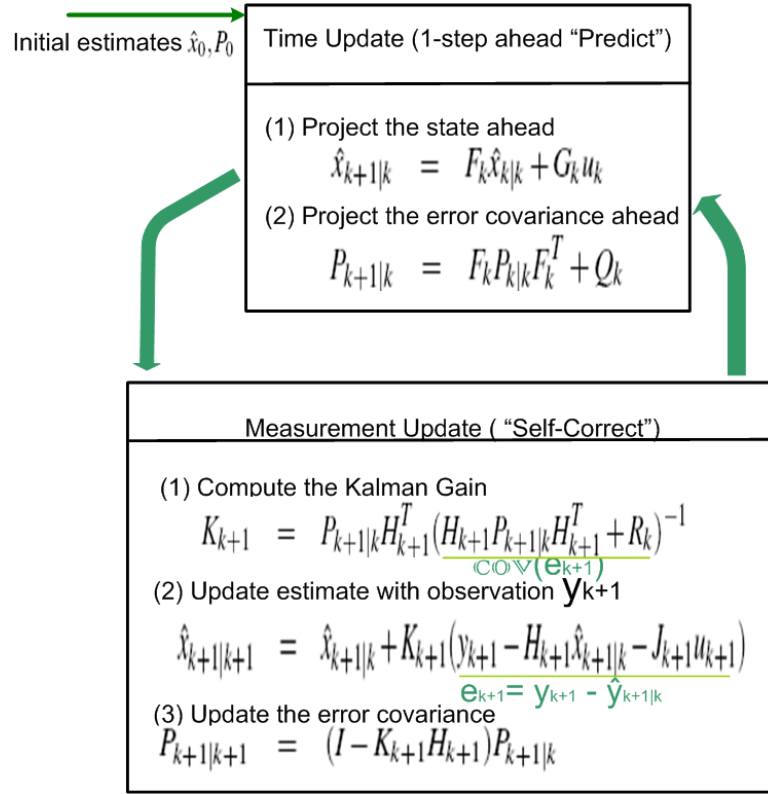 Initial estimates x̂₀,P₀
Time Update (1-step ahead “Predict”)
(1) Project the state ahead
x̂ₖ₊₁|ₖ = Fₖx̂ₖ|ₖ + Gₖuₖ
(2) Project the error covariance ahead
Pₖ₊₁|ₖ = FₖPₖ|ₖFₖᵀ + Qₖ
Measurement Update ( “Self-Correct”)
(1) Compute the Kalman Gain
Kₖ₊₁ = Pₖ₊₁|ₖHₖ₊₁ᵀ(Hₖ₊₁Pₖ₊₁|ₖHₖ₊₁ᵀ + Rₖ)⁻¹
ℂ𝕆𝕍(eₖ₊₁)
(2) Update estimate with observation yₖ₊₁
x̂ₖ₊₁|ₖ₊₁ = x̂ₖ₊₁|ₖ + Kₖ₊₁(yₖ₊₁ − Hₖ₊₁x̂ₖ₊₁|ₖ − Jₖ₊₁uₖ₊₁)
eₖ₊₁= yₖ₊₁ - ŷₖ₊₁|ₖ
(3) Update the error covariance
Pₖ₊₁|ₖ₊₁ = (I − Kₖ₊₁Hₖ₊₁)Pₖ₊₁|ₖ